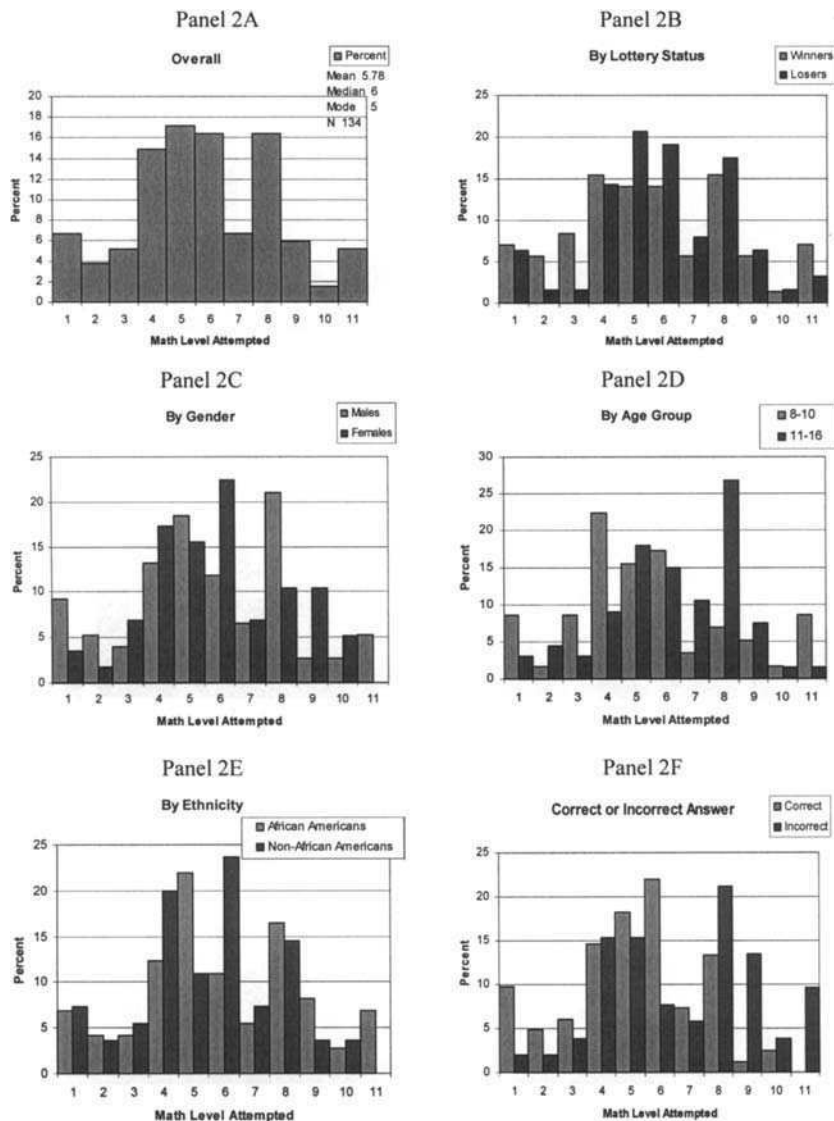 Panel 2A
Overall
Percent
Mean 5.78
Median 6
Mode 5
N 134
20
18
16
14
12
10
8
6
4
2
0
Percent
1 2 3 4 5 6 7 8 9 10 11
Math Level Attempted
Panel 2B
By Lottery Status
Winners
Losers
25
20
15
10
5
0
Percent
1 2 3 4 5 6 7 8 9 10 11
Math Level Attempted
Panel 2C
By Gender
Males
Females
25
20
15
10
5
0
Percent
1 2 3 4 5 6 7 8 9 10 11
Math Level Attempted
Panel 2D
By Age Group
8-10
11-16
30
25
20
15
10
5
0
Percent
1 2 3 4 5 6 7 8 9 10 11
Math Level Attempted
Panel 2E
By Ethnicity
African Americans
Non-African Americans
25
20
15
10
5
0
Percent
1 2 3 4 5 6 7 8 9 10 11
Math Level Attempted
Panel 2F
Correct or Incorrect Answer
Correct
Incorrect
25
20
15
10
5
0
Percent
1 2 3 4 5 6 7 8 9 10 11
Math Level Attempted